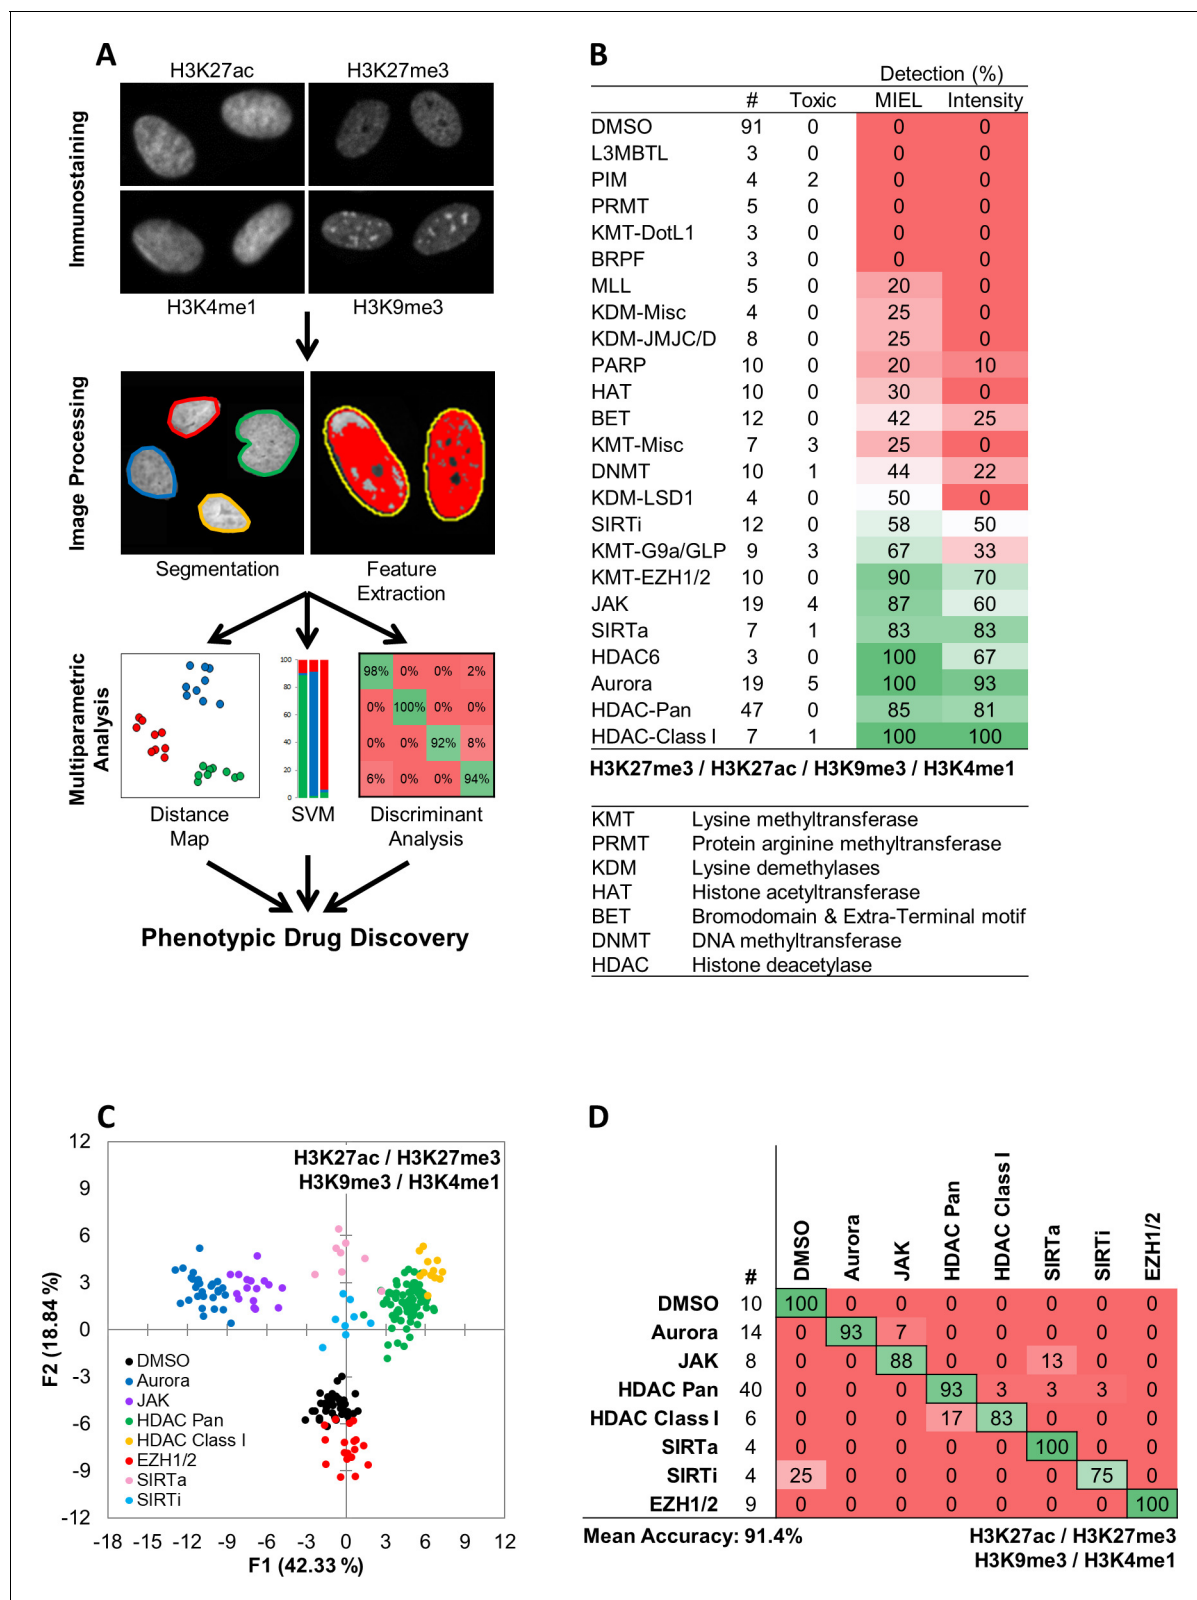 A
H3K27ac H3K27me3
Immunostaining
H3K4me1 H3K9me3
Image Processing
Segmentation Feature
Extraction
Multiparametric
Analysis
100
80
60
40
20
0
98% 0% 0% 2%
0% 100% 0% 0%
0% 0% 92% 8%
6% 0% 0% 94%
Distance
Map
SVM
Discriminant
Analysis
Phenotypic Drug Discovery
B
Detection (%)
# Toxic MIEL Intensity
DMSO 91 0 0 0
L3MBTL 3 0 0 0
PIM 4 2 0 0
PRMT 5 0 0 0
KMT-DotL1 3 0 0 0
BRPF 3 0 0 0
MLL 5 0 20 0
KDM-Misc 4 0 25 0
KDM-JMJC/D 8 0 25 0
PARP 10 0 20 10
HAT 10 0 30 0
BET 12 0 42 25
KMT-Misc 7 3 25 0
DNMT 10 1 44 22
KDM-LSD1 4 0 50 0
SIRTi 12 0 58 50
KMT-G9a/GLP 9 3 67 33
KMT-EZH1/2 10 0 90 70
JAK 19 4 87 60
SIRTa 7 1 83 83
HDAC6 3 0 100 67
Aurora 19 5 100 93
HDAC-Pan 47 0 85 81
HDAC-Class I 7 1 100 100
H3K27me3 / H3K27ac / H3K9me3 / H3K4me1
KMT Lysine methyltransferase
PRMT Protein arginine methyltransferase
KDM Lysine demethylases
HAT Histone acetyltransferase
BET Bromodomain & Extra-Terminal motif
DNMT DNA methyltransferase
HDAC Histone deacetylase
C
H3K27ac / H3K27me3
H3K9me3 / H3K4me1
F2 (18.84 %)
12
9
6
3
0
-3
-6
-9
-12
DMSO
Aurora
JAK
HDAC Pan
HDAC Class I
EZH1/2
SIRTa
SIRTi
-18 -15 -12 -9 -6 -3 0 3 6 9 12
F1 (42.33 %)
D
# DMSO Aurora JAK HDAC Pan HDAC Class I SIRTa SIRTi EZH1/2
DMSO 10 100 0 0 0 0 0 0 0
Aurora 14 0 93 7 0 0 0 0 0
JAK 8 0 0 88 0 0 13 0 0
HDAC Pan 40 0 0 0 93 3 3 3 0
HDAC Class I 6 0 0 0 17 83 0 0 0
SIRTa 4 0 0 0 0 0 100 0 0
SIRTi 4 25 0 0 0 0 0 75 0
EZH1/2 9 0 0 0 0 0 0 0 100
Mean Accuracy: 91.4% H3K27ac / H3K27me3
H3K9me3 / H3K4me1